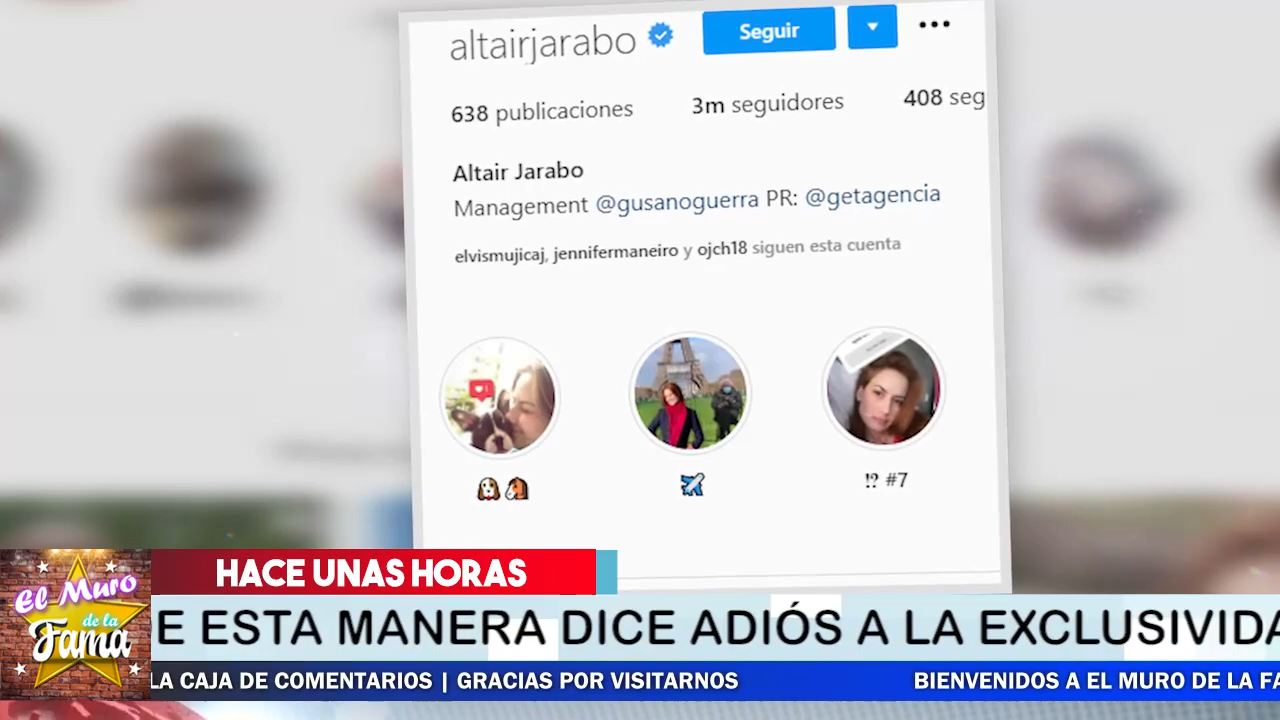 altairjarabo
Seguir
638 publicaciones 3m seguidores 408 seg
Altair Jarabo
Management @gusanoguerra PR: @getagencia
elvismujicaj, jennifermaneiro y ojch18 siguen esta cuenta
⁉ #7
HACE UNAS HORAS
El Muro
de la
Fama
E ESTA MANERA DICE ADIÓS A LA EXCLUSIVIDA
LA CAJA DE COMENTARIOS | GRACIAS POR VISITARNOS BIENVENIDOS A EL MURO DE LA FA